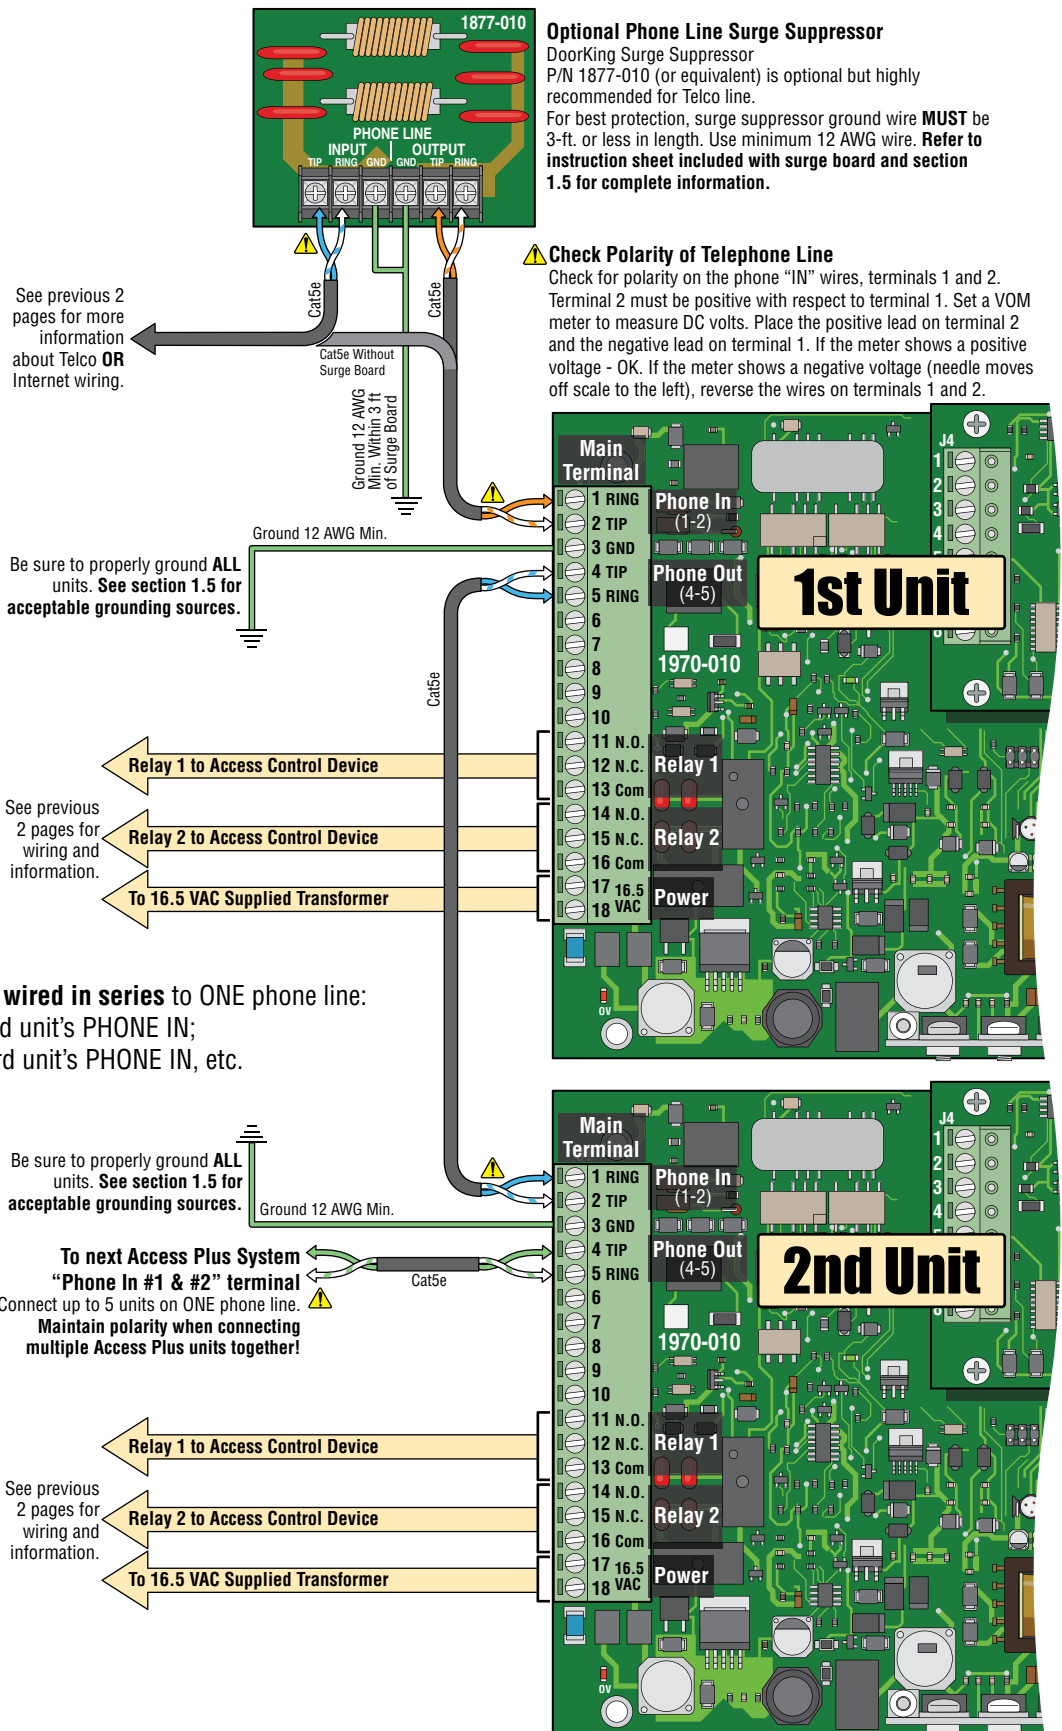 1877-010
PHONE LINE
INPUT OUTPUT
TIP RING GND GND TIP RING
Optional Phone Line Surge Suppressor
DoorKing Surge Suppressor
P/N 1877-010 (or equivalent) is optional but highly
recommended for Telco line.
For best protection, surge suppressor ground wire MUST be
3-ft. or less in length. Use minimum 12 AWG wire. Refer to
instruction sheet included with surge board and section
1.5 for complete information.
Check Polarity of Telephone Line
Check for polarity on the phone “IN” wires, terminals 1 and 2.
Terminal 2 must be positive with respect to terminal 1. Set a VOM
meter to measure DC volts. Place the positive lead on terminal 2
and the negative lead on terminal 1. If the meter shows a positive
voltage - OK. If the meter shows a negative voltage (needle moves
off scale to the left), reverse the wires on terminals 1 and 2.
See previous 2
pages for more
information
about Telco OR
Internet wiring.
Cat5e
Cat5e
Cat5e Without
Surge Board
Ground 12 AWG
Min. Within 3 ft
of Surge Board
Ground 12 AWG Min.
Be sure to properly ground ALL
units. See section 1.5 for
acceptable grounding sources.
Cat5e
Main
Terminal
1 RING
2 TIP
3 GND
4 TIP
5 RING
6
7
8
9
10
11 N.O.
12 N.C.
13 Com
14 N.O.
15 N.C.
16 Com
17 16.5
18 VAC
Phone In
(1-2)
Phone Out
(4-5)
1970-010
Relay 1
Relay 2
Power
J4
1
2
3
4
1st Unit
0V
Relay 1 to Access Control Device
See previous
2 pages for
wiring and
information.
Relay 2 to Access Control Device
To 16.5 VAC Supplied Transformer
wired in series to ONE phone line:
d unit’s PHONE IN;
rd unit’s PHONE IN, etc.
Be sure to properly ground ALL
units. See section 1.5 for
acceptable grounding sources.
Ground 12 AWG Min.
To next Access Plus System
“Phone In #1 & #2” terminal
Connect up to 5 units on ONE phone line.
Maintain polarity when connecting
multiple Access Plus units together!
Cat5e
Main
Terminal
1 RING
2 TIP
3 GND
4 TIP
5 RING
6
7
8
9
10
11 N.O.
12 N.C.
13 Com
14 N.O.
15 N.C.
16 Com
17 16.5
18 VAC
Phone In
(1-2)
Phone Out
(4-5)
1970-010
Relay 1
Relay 2
Power
J4
1
2
3
4
2nd Unit
0V
Relay 1 to Access Control Device
See previous
2 pages for
wiring and
information.
Relay 2 to Access Control Device
To 16.5 VAC Supplied Transformer